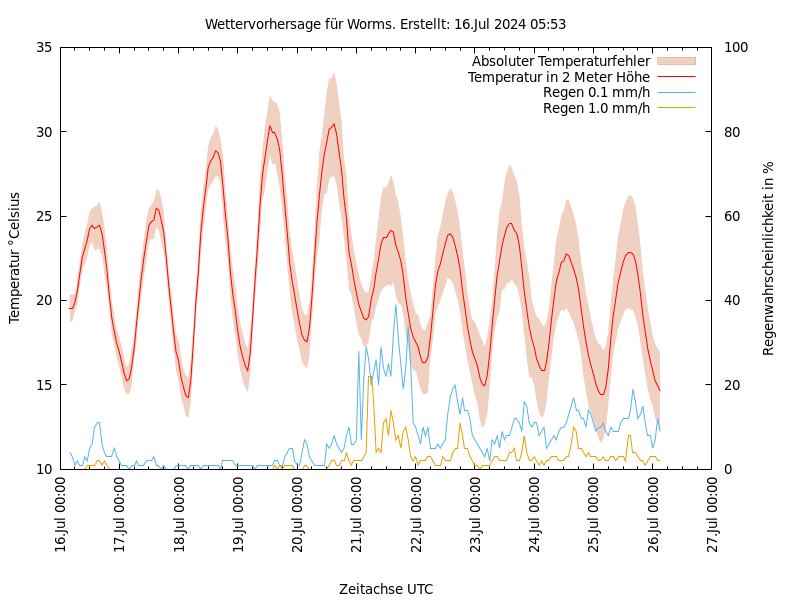 Wettervorhersage für Worms. Erstellt: 16.Jul 2024 05:53
Absoluter Temperaturfehler
Temperatur in 2 Meter Höhe
Regen 0.1 mm/h
Regen 1.0 mm/h
Temperatur °Celsius
35
30
25
20
15
10
100
80
60
40
20
0
Regenwahrscheinlichkeit in %
16.Jul 00:00
17.Jul 00:00
18.Jul 00:00
19.Jul 00:00
20.Jul 00:00
21.Jul 00:00
22.Jul 00:00
23.Jul 00:00
24.Jul 00:00
25.Jul 00:00
26.Jul 00:00
27.Jul 00:00
Zeitachse UTC